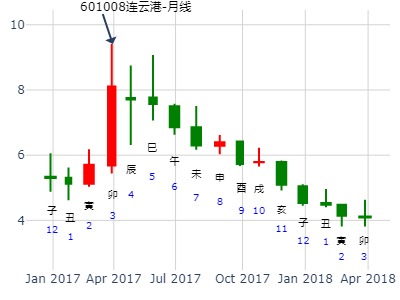 601008连云港-月线
10
8
6
4
子
丑
寅
卯
辰
巳
午
未
申
酉
戌
亥
子
丑
寅
卯
12
1
2
3
4
5
6
7
8
9
10
11
12
1
2
3
Jan 2017
Apr 2017
Jul 2017
Oct 2017
Jan 2018
Apr 2018